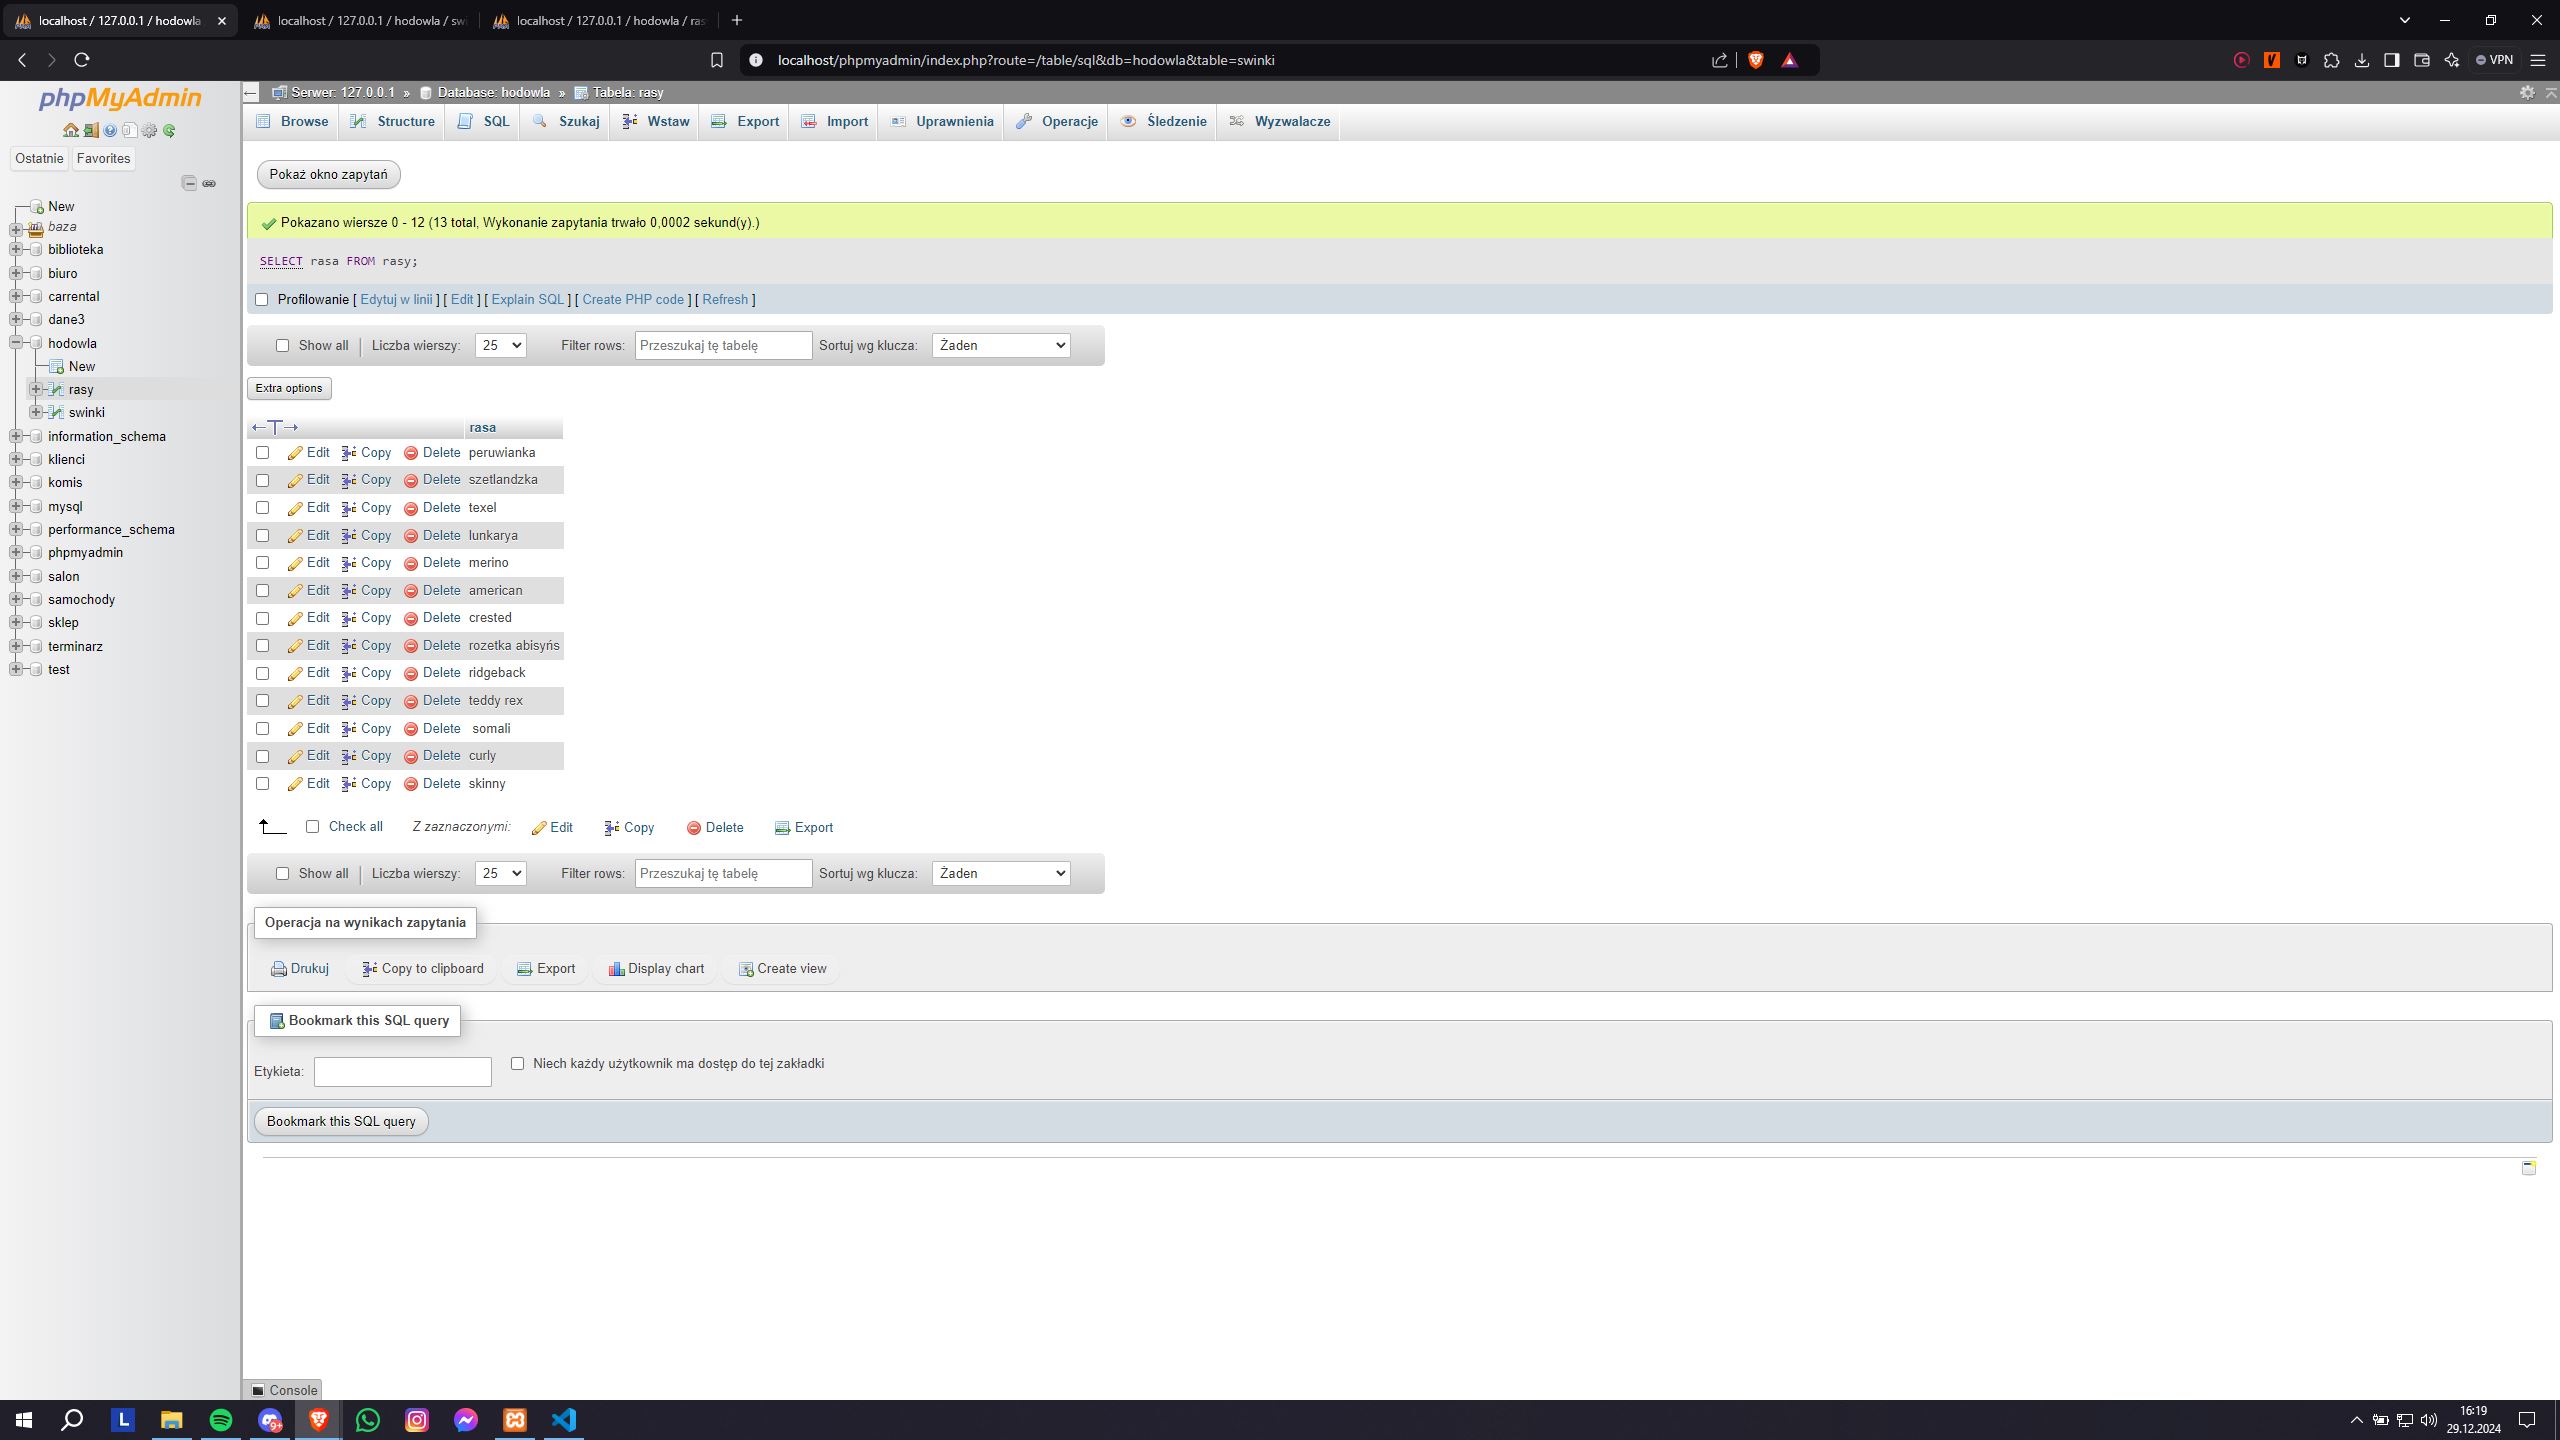 localhost / 127.0.0.1 / hodowla
localhost / 127.0.0.1 / hodowla / swi
localhost / 127.0.0.1 / hodowla / ras
localhost/phpmyadmin/index.php?route=/table/sql&db=hodowla&table=swinki
VPN
phpMyAdmin
Ostatnie Favorites
New
baza
biblioteka
biuro
carrental
dane3
hodowla
New
rasy
swinki
information_schema
klienci
komis
mysql
performance_schema
phpmyadmin
salon
samochody
sklep
terminarz
test
Serwer: 127.0.0.1 » Database: hodowla » Tabela: rasy
Browse Structure SQL Szukaj Wstaw Export Import Uprawnienia Operacje Śledzenie Wyzwalacze
Pokaż okno zapytań
Pokazano wiersze 0 - 12 (13 total, Wykonanie zapytania trwało 0,0002 sekund(y).)
SELECT rasa FROM rasy;
Profilowanie [ Edytuj w linii ] [ Edit ] [ Explain SQL ] [ Create PHP code ] [ Refresh ]
Show all Liczba wierszy: 25 Filter rows: Przeszukaj tę tabelę Sortuj wg klucza: Żaden
Extra options
←T→ rasa
Edit Copy Delete peruwianka
Edit Copy Delete szetlandzka
Edit Copy Delete texel
Edit Copy Delete lunkarya
Edit Copy Delete merino
Edit Copy Delete american
Edit Copy Delete crested
Edit Copy Delete rozetka abisyńs
Edit Copy Delete ridgeback
Edit Copy Delete teddy rex
Edit Copy Delete somali
Edit Copy Delete curly
Edit Copy Delete skinny
Check all Z zaznaczonymi: Edit Copy Delete Export
Show all Liczba wierszy: 25 Filter rows: Przeszukaj tę tabelę Sortuj wg klucza: Żaden
Operacja na wynikach zapytania
Drukuj Copy to clipboard Export Display chart Create view
Bookmark this SQL query
Etykieta: Niech każdy użytkownik ma dostęp do tej zakładki
Bookmark this SQL query
Console
L
9+
16:19
29.12.2024